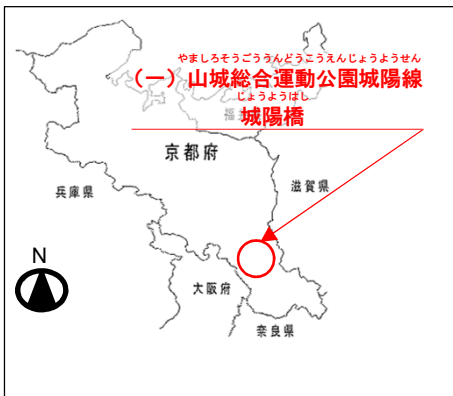 やましろそうごううんどうこうえんじょうようせん
（一）山城総合運動公園城陽線
じょうようばし
城陽橋
京都府
兵庫県
滋賀県
N
大阪府
奈良県